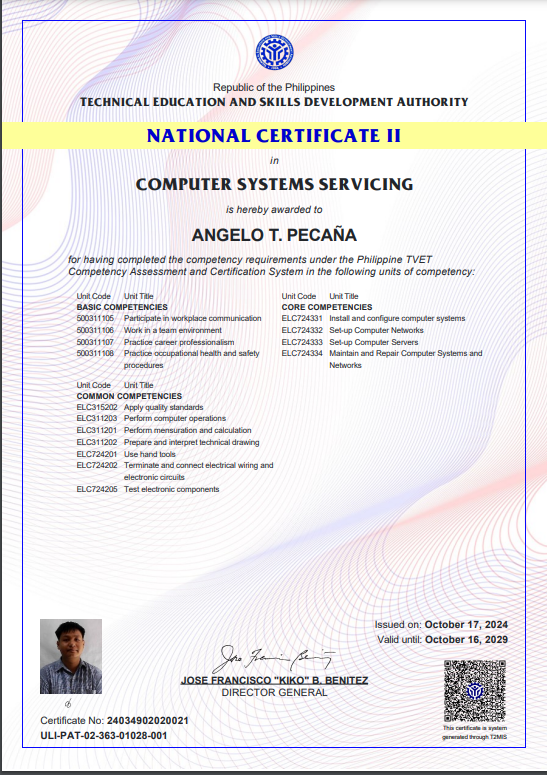 Republic of the Philippines
TECHNICAL EDUCATION AND SKILLS DEVELOPMENT AUTHORITY
NATIONAL CERTIFICATE II
in
COMPUTER SYSTEMS SERVICING
is hereby awarded to
ANGELO T. PECAÑA
for having completed the competency requirements under the Philippine TVET
Competency Assessment and Certification System in the following units of competency:
Unit Code Unit Title
BASIC COMPETENCIES
500311105 Participate in workplace communication
500311106 Work in a team environment
500311107 Practice career professionalism
500311108 Practice occupational health and safety
procedures
Unit Code Unit Title
COMMON COMPETENCIES
ELC315202 Apply quality standards
ELC311203 Perform computer operations
ELC311201 Perform mensuration and calculation
ELC311202 Prepare and interpret technical drawing
ELC724201 Use hand tools
ELC724202 Terminate and connect electrical wiring and
electronic circuits
ELC724205 Test electronic components
Unit Code Unit Title
CORE COMPETENCIES
ELC724331 Install and configure computer systems
ELC724332 Set-up Computer Networks
ELC724333 Set-up Computer Servers
ELC724334 Maintain and Repair Computer Systems and
Networks
Issued on: October 17, 2024
Valid until: October 16, 2029
JOSE FRANCISCO "KIKO" B. BENITEZ
DIRECTOR GENERAL
Certificate No: 24034902020021
ULI-PAT-02-363-01028-001
This certificate is system
generated through T2MIS